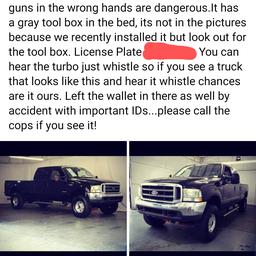 guns in the wrong hands are dangerous.It has
a gray tool box in the bed, its not in the pictures
because we recently installed it but look out for
the tool box. License Plate You can
hear the turbo just whistle so if you see a truck
that looks like this and hear it whistle chances
are it is ours. Left the wallet in there as well by
accident with important IDs...please call the
cops if you see it!